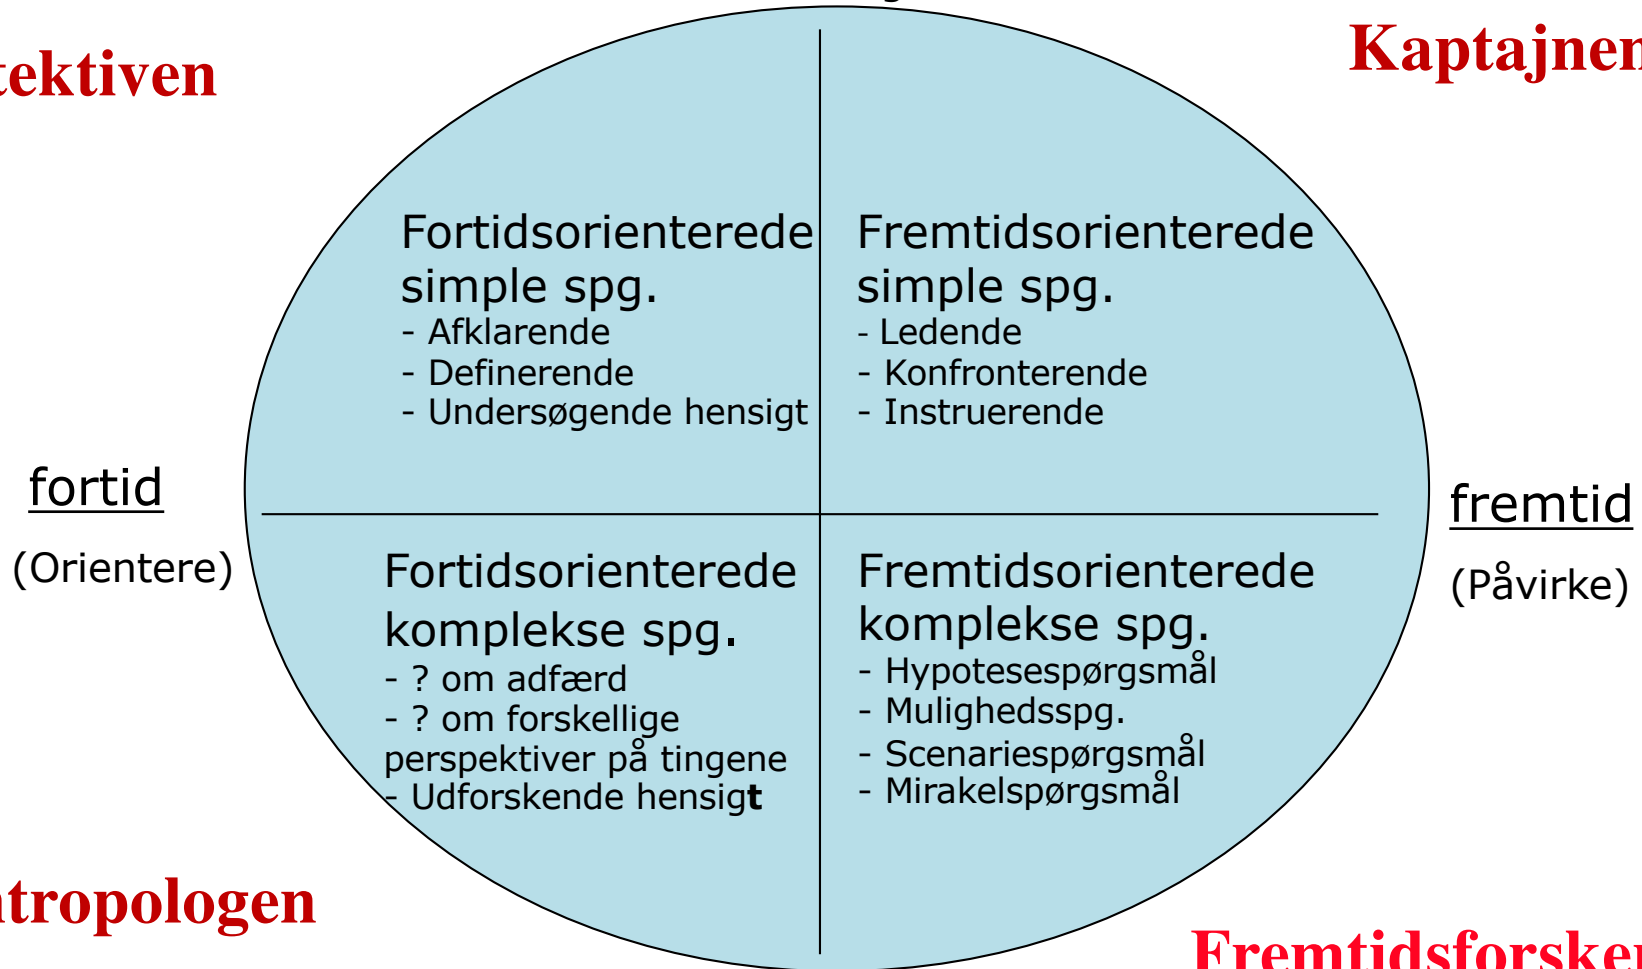 tektiven
Kaptajnen
Fortidsorienterede
simple spg.
- Afklarende
- Definerende
- Undersøgende hensigt
Fremtidsorienterede
simple spg.
- Ledende
- Konfronterende
- Instruerende
fortid
(Orientere)
fremtid
(Påvirke)
Fortidsorienterede
komplekse spg.
- ? om adfærd
- ? om forskellige
perspektiver på tingene
- Udforskende hensigt
Fremtidsorienterede
komplekse spg.
- Hypotesespørgsmål
- Mulighedsspg.
- Scenariespørgsmål
- Mirakelspørgsmål
ntropologen
Fremtidsforsker